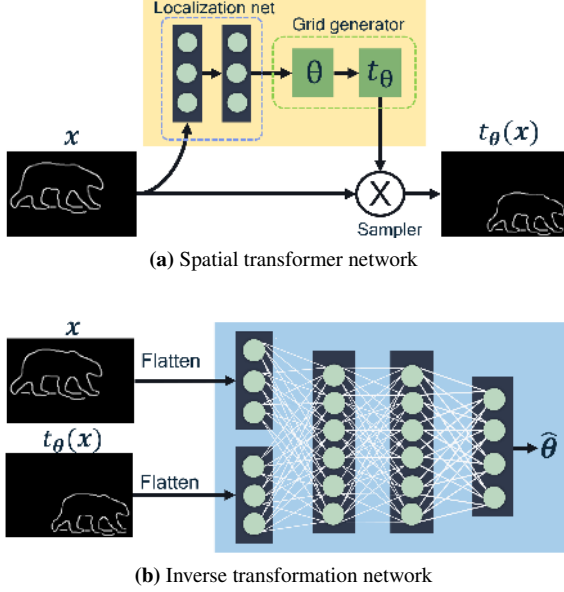 Localization net
Grid generator
θ
t_θ
x
t_θ(x)
X
Sampler
(a) Spatial transformer network
x
Flatten
t_θ(x)
Flatten
θ̂
(b) Inverse transformation network